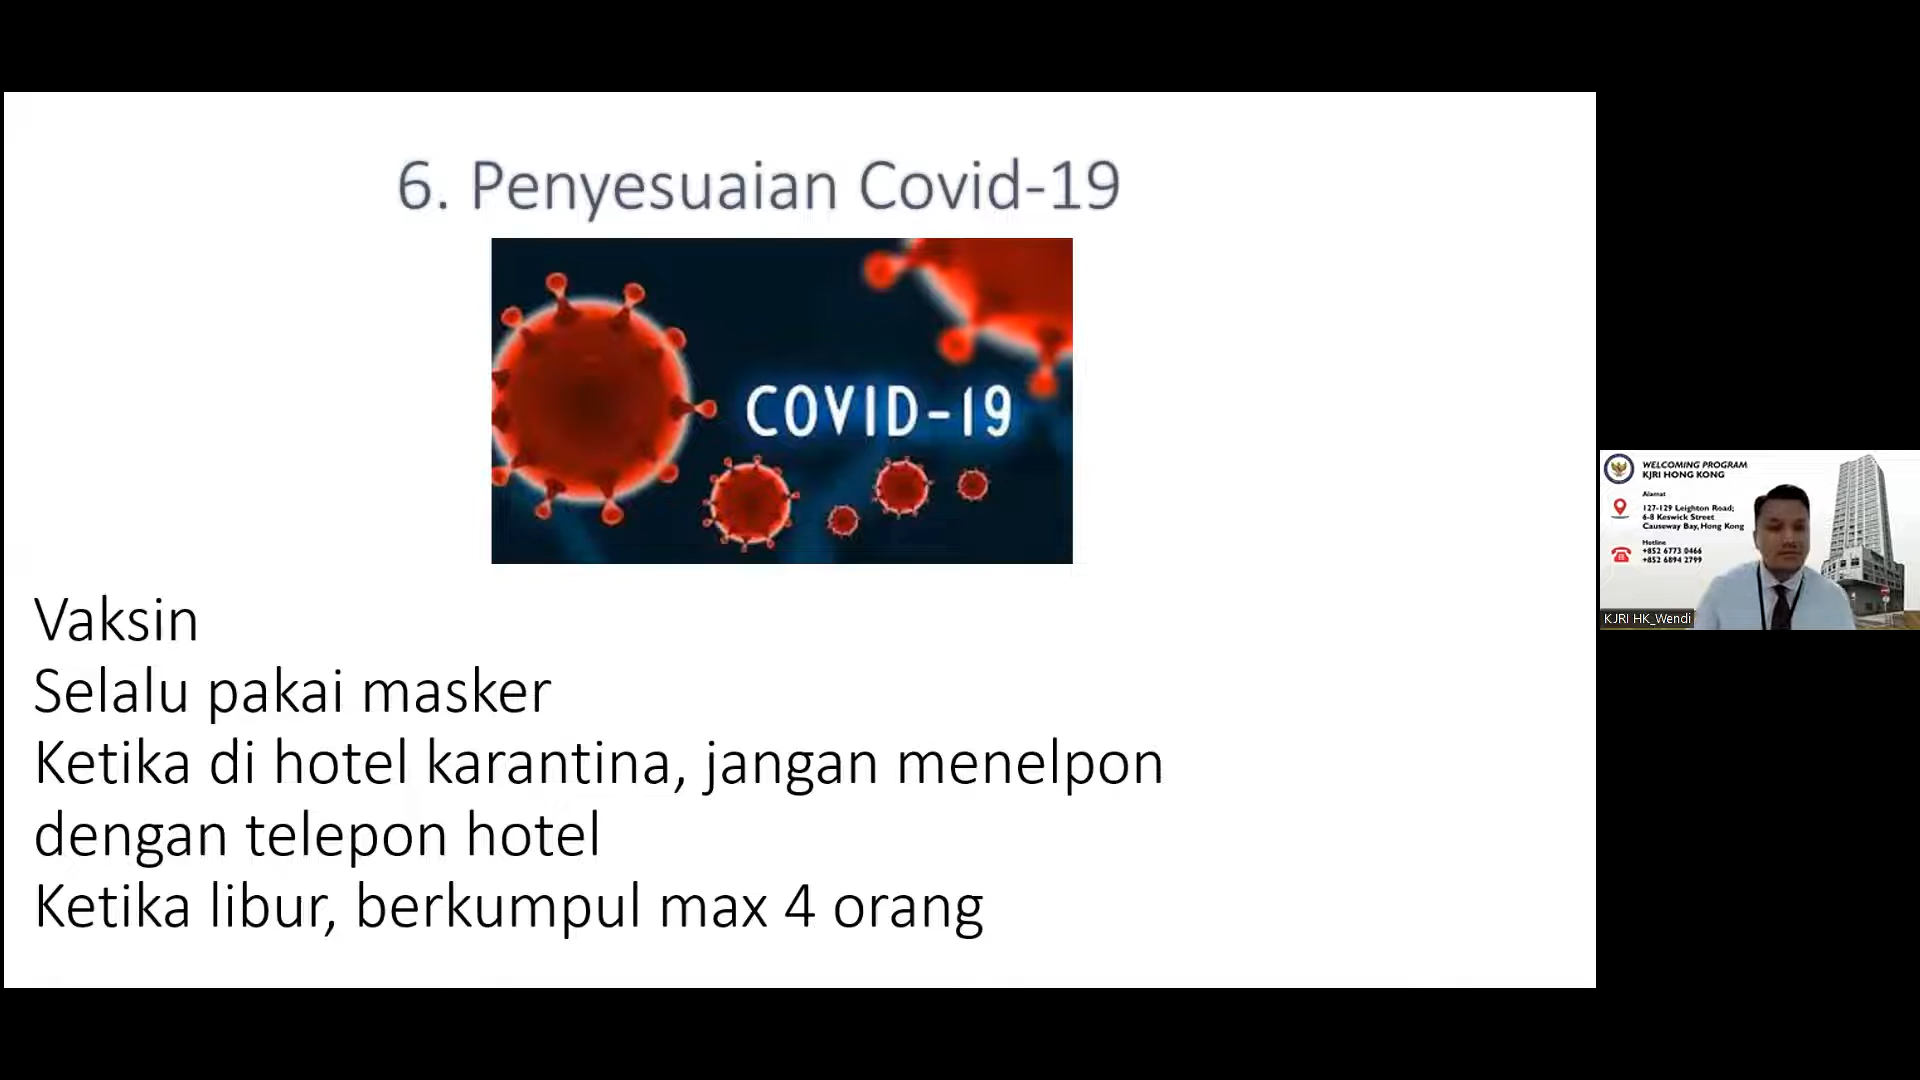 6. Penyesuaian Covid-19
COVID-19
Vaksin
Selalu pakai masker
Ketika di hotel karantina, jangan menelpon
dengan telepon hotel
Ketika libur, berkumpul max 4 orang
WELCOMING PROGRAM
KJRI HONG KONG
Alamat
127-129 Leighton Road;
6-8 Keswick Street
Causeway Bay, Hong Kong
Hotline
+852 6773 0466
+852 6894 2799
KJRI HK_Wendi